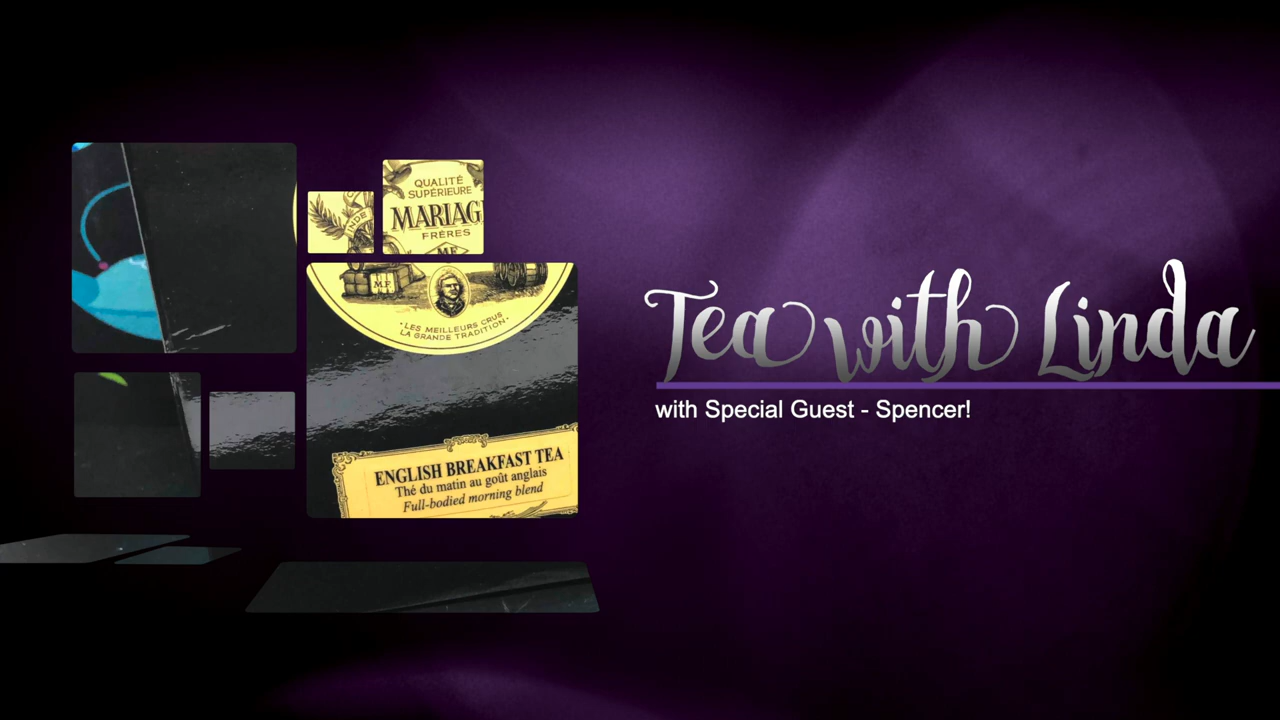 INDE
QUALITÉ
SUPÉRIEURE
MARIAG
FRÈRES
M.F.
M.F.
•LES MEILLEURS CRUS
LA GRANDE TRADITION•
ENGLISH BREAKFAST TEA
Thé du matin au goût anglais
Full-bodied morning blend
Tea with Linda
with Special Guest - Spencer!